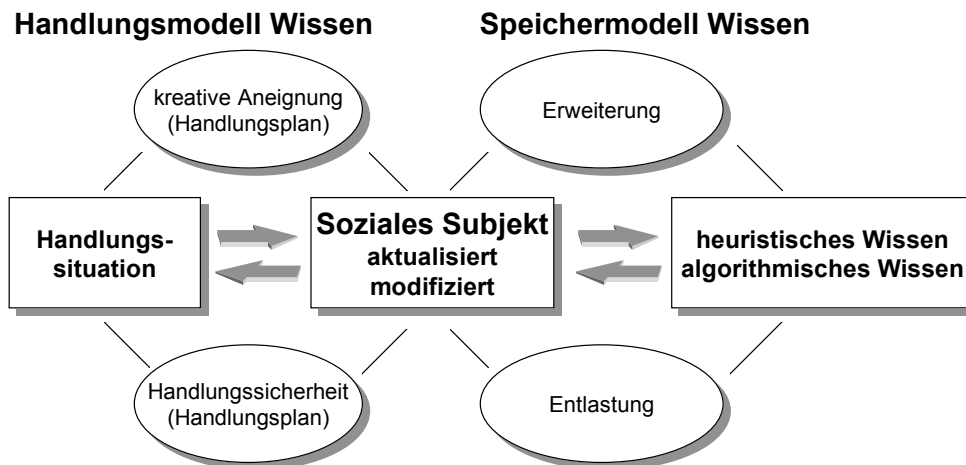 Handlungsmodell Wissen
Speichermodell Wissen
kreative Aneignung
(Handlungsplan)
Erweiterung
Handlungs-
situation
Soziales Subjekt
aktualisiert
modifiziert
heuristisches Wissen
algorithmisches Wissen
Handlungssicherheit
(Handlungsplan)
Entlastung